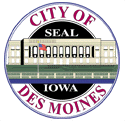 CITY OF
SEAL
IOWA
DES MOINES